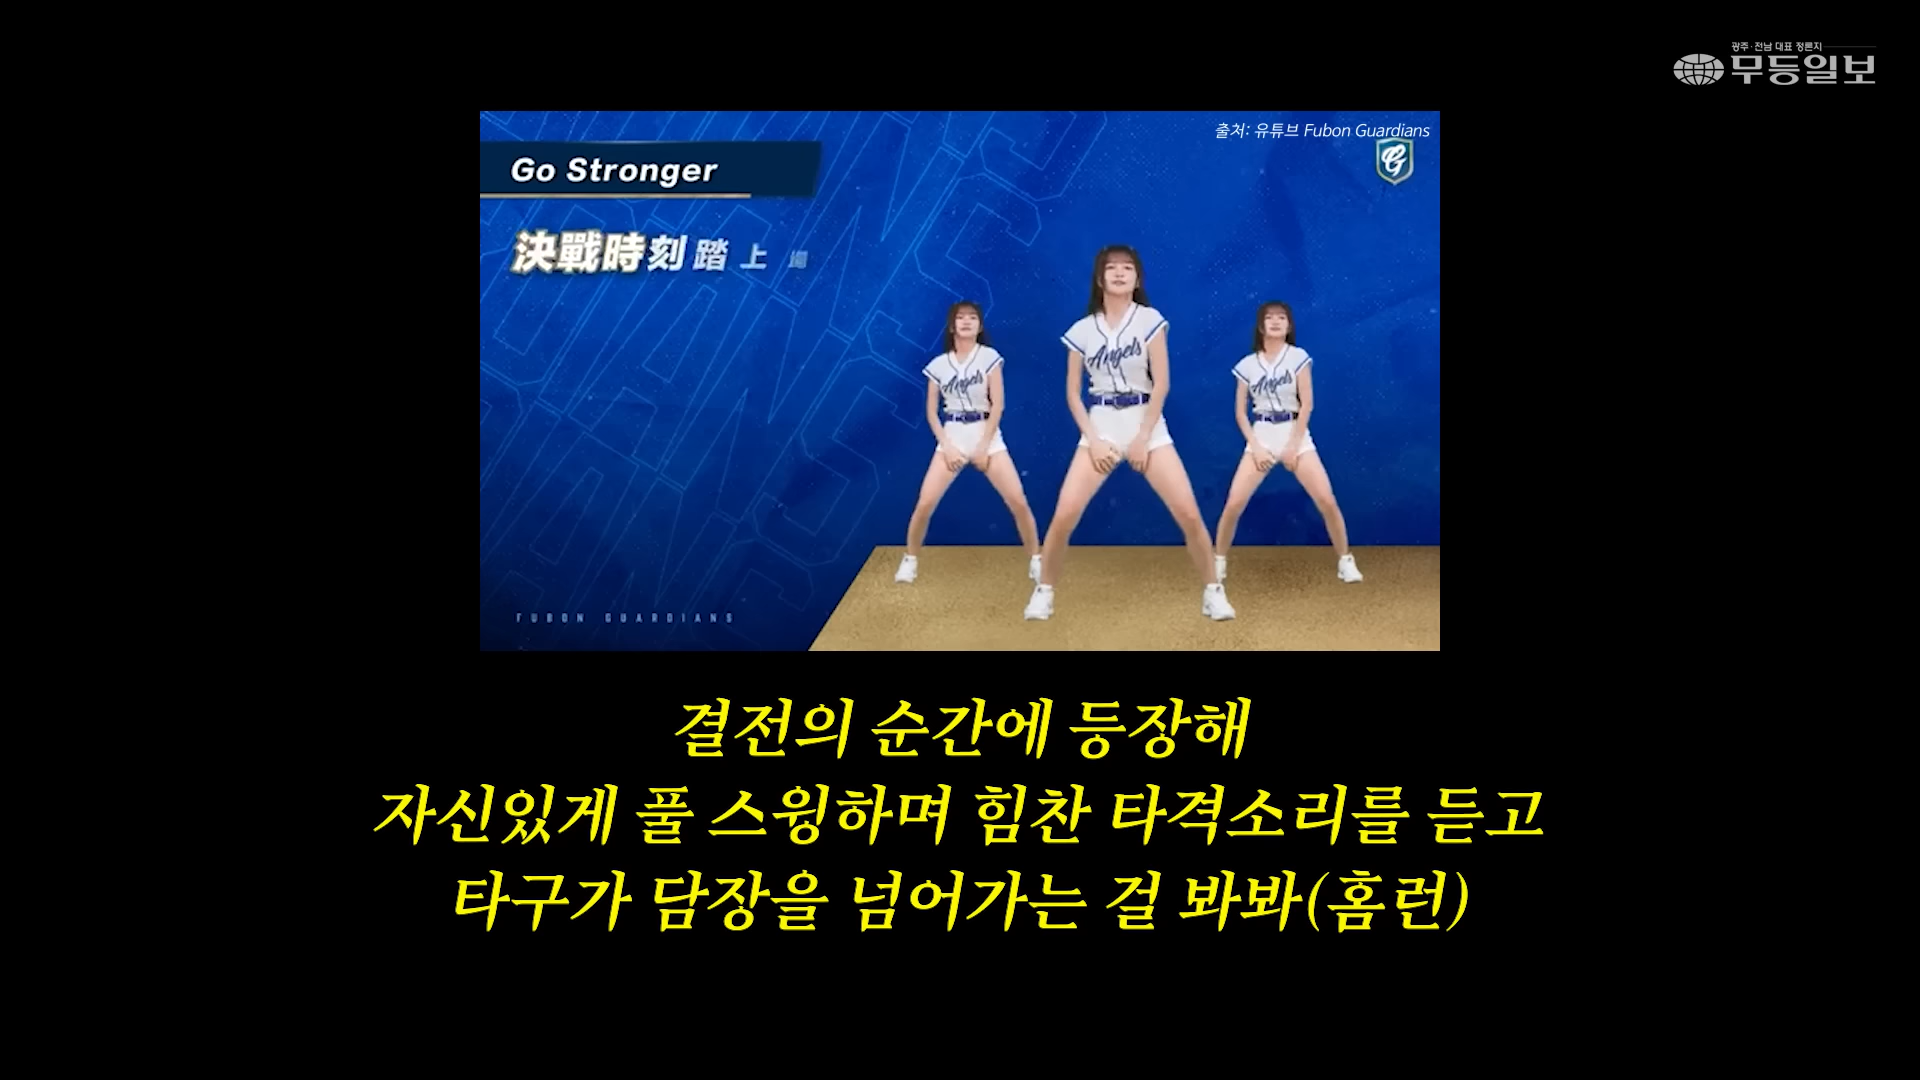 광주·전남 대표 정론지
무등일보
출처: 유튜브 Fubon Guardians
Go Stronger
決戰時刻踏上
Angels
Angels
Angels
FUBON GUARDIANS
결전의 순간에 등장해
자신있게 풀 스윙하며 힘찬 타격소리를 듣고
타구가 담장을 넘어가는 걸 봐봐(홈런)